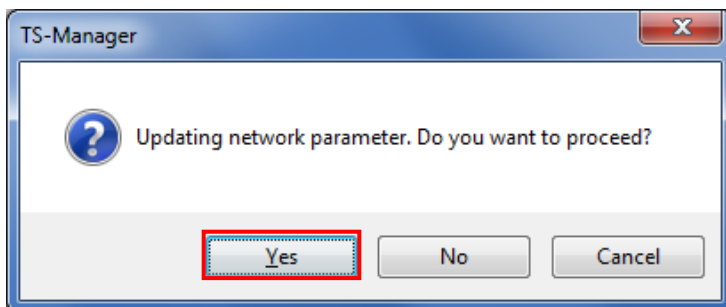 TS-Manager
Updating network parameter. Do you want to proceed?
Yes No Cancel